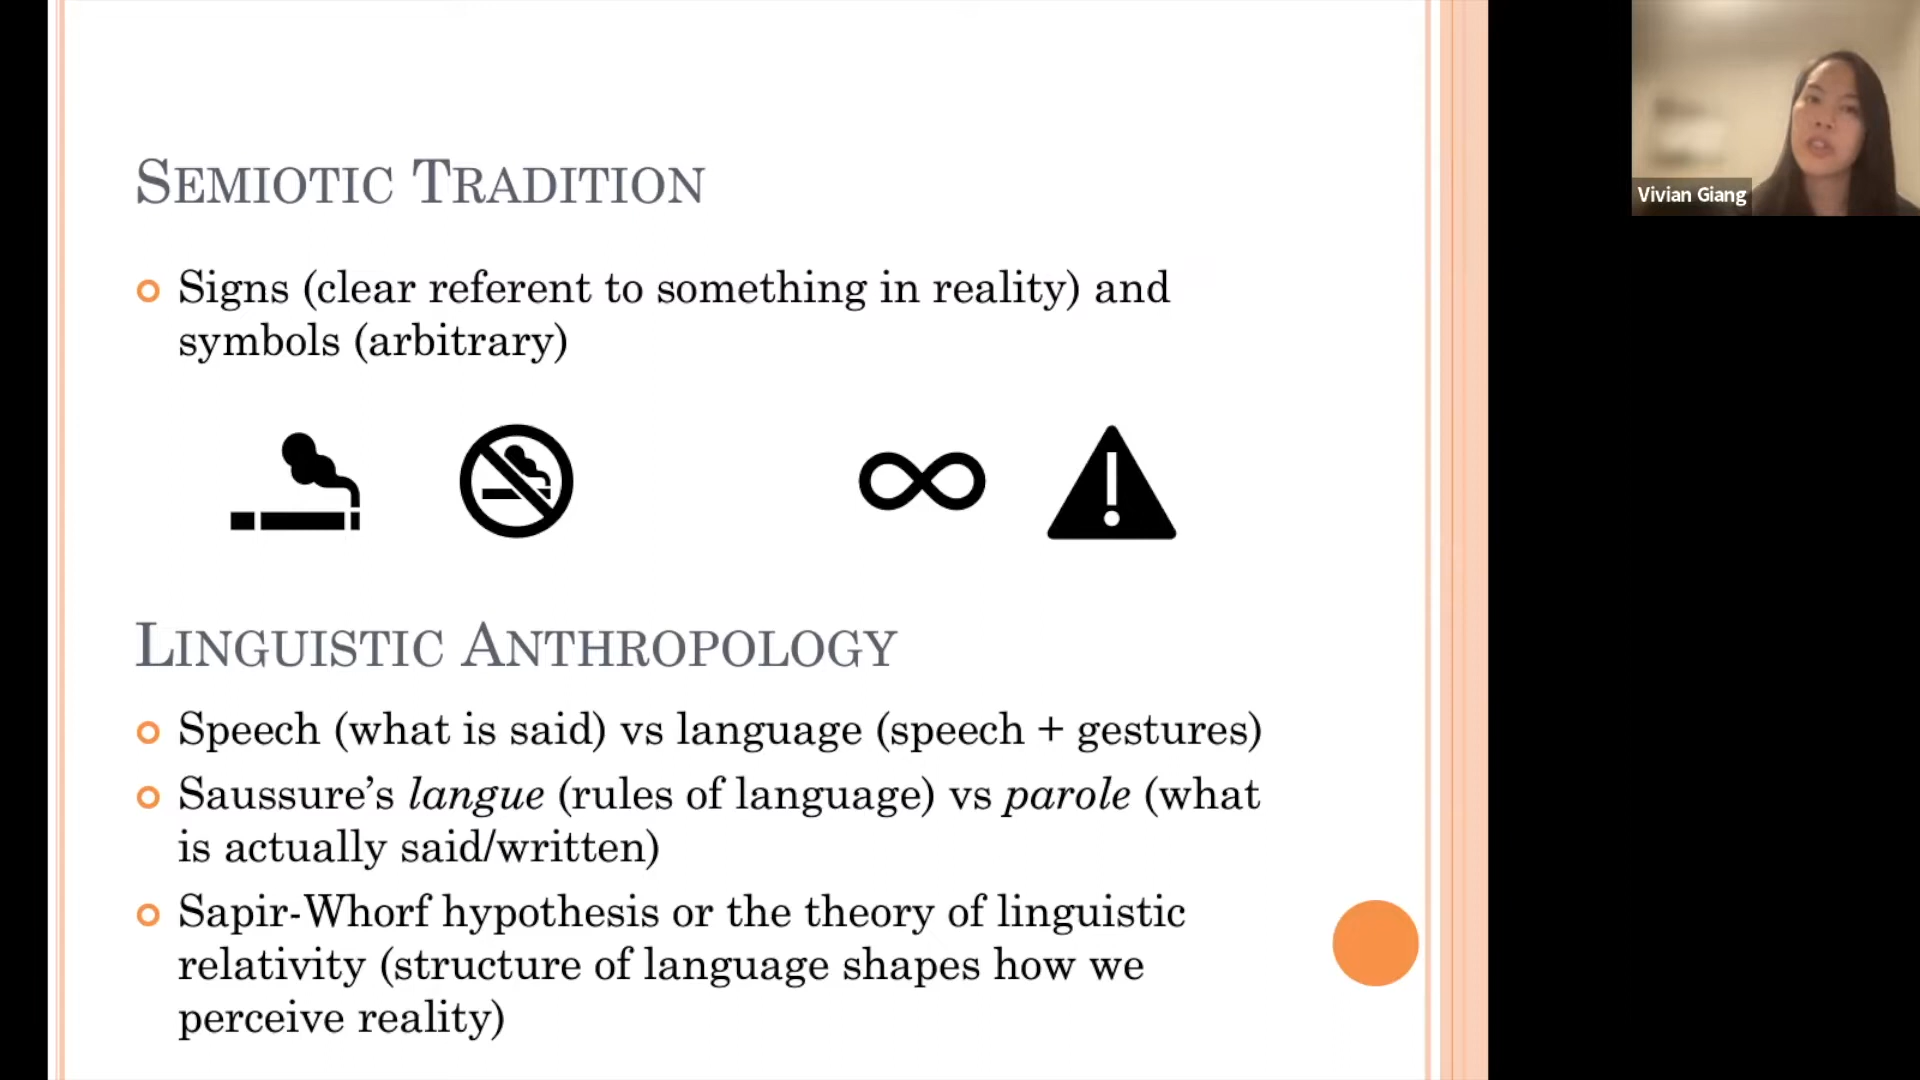 SEMIOTIC TRADITION
Signs (clear referent to something in reality) and
symbols (arbitrary)
LINGUISTIC ANTHROPOLOGY
Speech (what is said) vs language (speech + gestures)
Saussure’s langue (rules of language) vs parole (what
is actually said/written)
Sapir-Whorf hypothesis or the theory of linguistic
relativity (structure of language shapes how we
perceive reality)
Vivian Giang